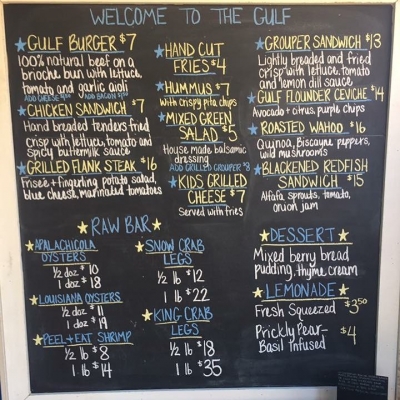 WELCOME TO THE GULF
GULF BURGER $7
100% natural beef on a
brioche bun with lettuce,
tomato and garlic aioli
CHICKEN SANDWICH $7
Hand breaded tenders fried
crisp with lettuce, tomato and
spicy buttermilk sauce
GRILLED FLANK STEAK $16
Frisée + fingerling potato salad,
blue cheese, marinated tomatoes
HAND CUT
FRIES $4
HUMMUS $7
with crispy pita chips
MIXED GREEN
SALAD $5
House made balsamic
dressing
ADD GRILLED GROUPER $8
KIDS GRILLED
CHEESE $7
Served with fries
GROUPER SANDWICH $13
Lightly breaded and fried
crisp with lettuce, tomato
and lemon dill sauce
GULF FLOUNDER CEVICHE $14
Avocado + citrus, purple chips
ROASTED WAHOO $16
Quinoa, Biscayne peppers,
wild mushrooms
BLACKENED REDFISH
SANDWICH $15
Alfafa sprouts, tomato,
onion jam
RAW BAR
APALACHICOLA
OYSTERS
1/2 doz $10
1 doz $18
LOUISIANA OYSTERS
1/2 doz $11
1 doz $19
PEEL + EAT SHRIMP
1/2 lb $8
1 lb $14
SNOW CRAB
LEGS
1/2 lb $12
1 lb $22
KING CRAB
LEGS
1/2 lb $18
1 lb $35
DESSERT
Mixed berry bread
pudding, thyme cream
LEMONADE
Fresh Squeezed $3.50
Prickly Pear-
Basil Infused $4